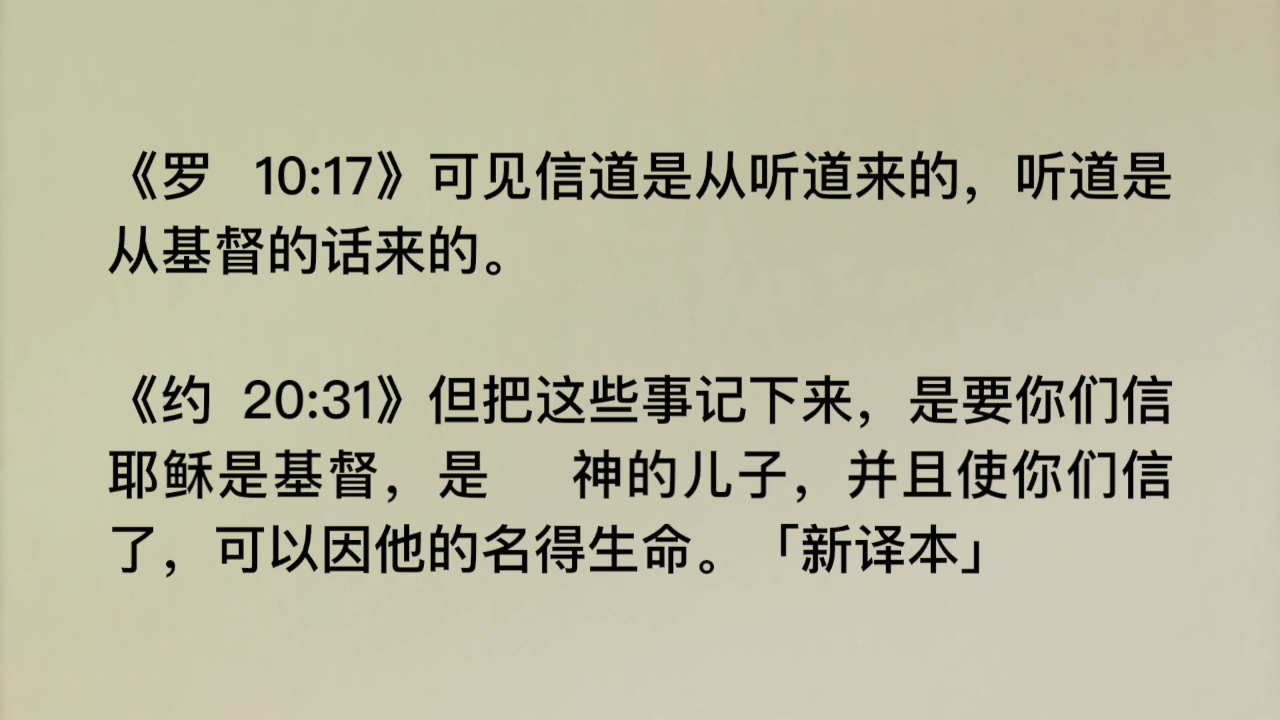 《罗 10:17》可见信道是从听道来的，听道是
从基督的话来的。
《约 20:31》但把这些事记下来，是要你们信
耶稣是基督，是 神的儿子，并且使你们信
了，可以因他的名得生命。「新译本」